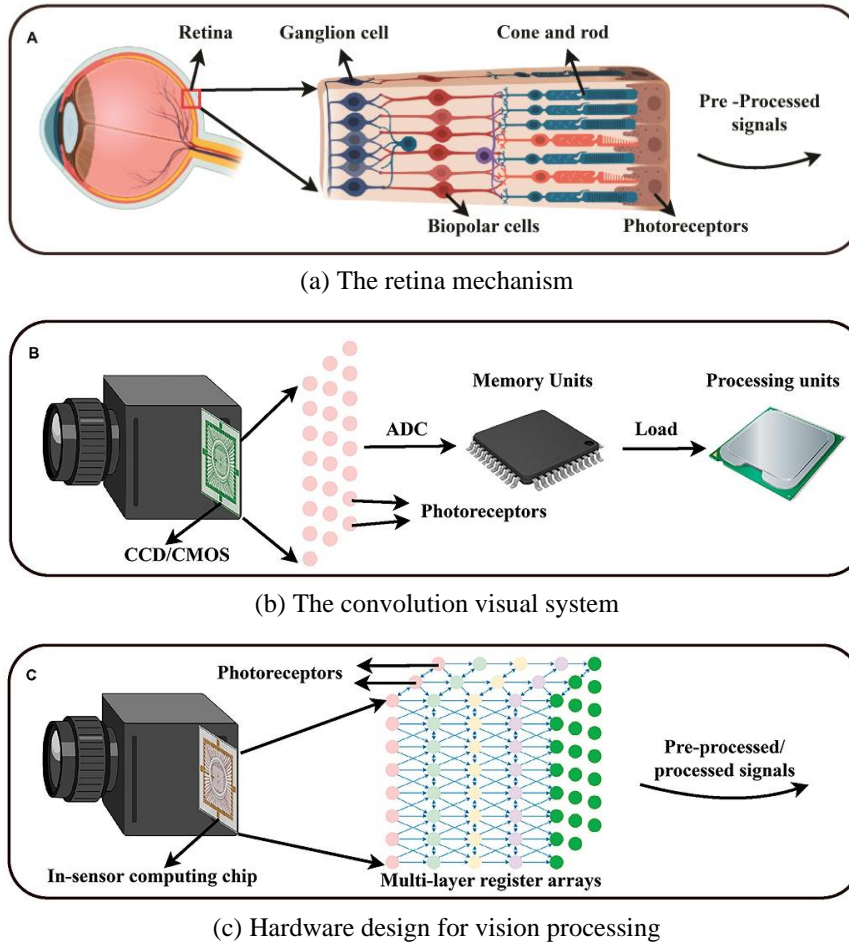 A
Retina
Ganglion cell
Cone and rod
Pre -Processed
signals
Biopolar cells
Photoreceptors
(a) The retina mechanism
B
Memory Units
Processing units
ADC
Load
Photoreceptors
CCD/CMOS
(b) The convolution visual system
C
Photoreceptors
Pre-processed/
processed signals
In-sensor computing chip
Multi-layer register arrays
(c) Hardware design for vision processing